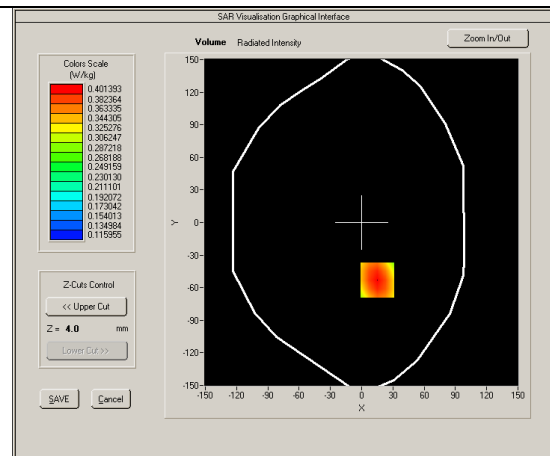 SAR Visualisation Graphical Interface
Volume Radiated Intensity
Zoom In/Out
Colors Scale
(W/kg)
0.401393
0.382364
0.363335
0.344305
0.325276
0.306247
0.287218
0.268188
0.249159
0.230130
0.211101
0.192072
0.173042
0.154013
0.134984
0.115955
Z-Cuts Control
<< Upper Cut
Z = 4.0 mm
Lower Cut >>
SAVE Cancel
150
120
90
60
30
0
-30
-60
-90
-120
-150
Y
-150 -120 -90 -60 -30 0 30 60 90 120 150
X